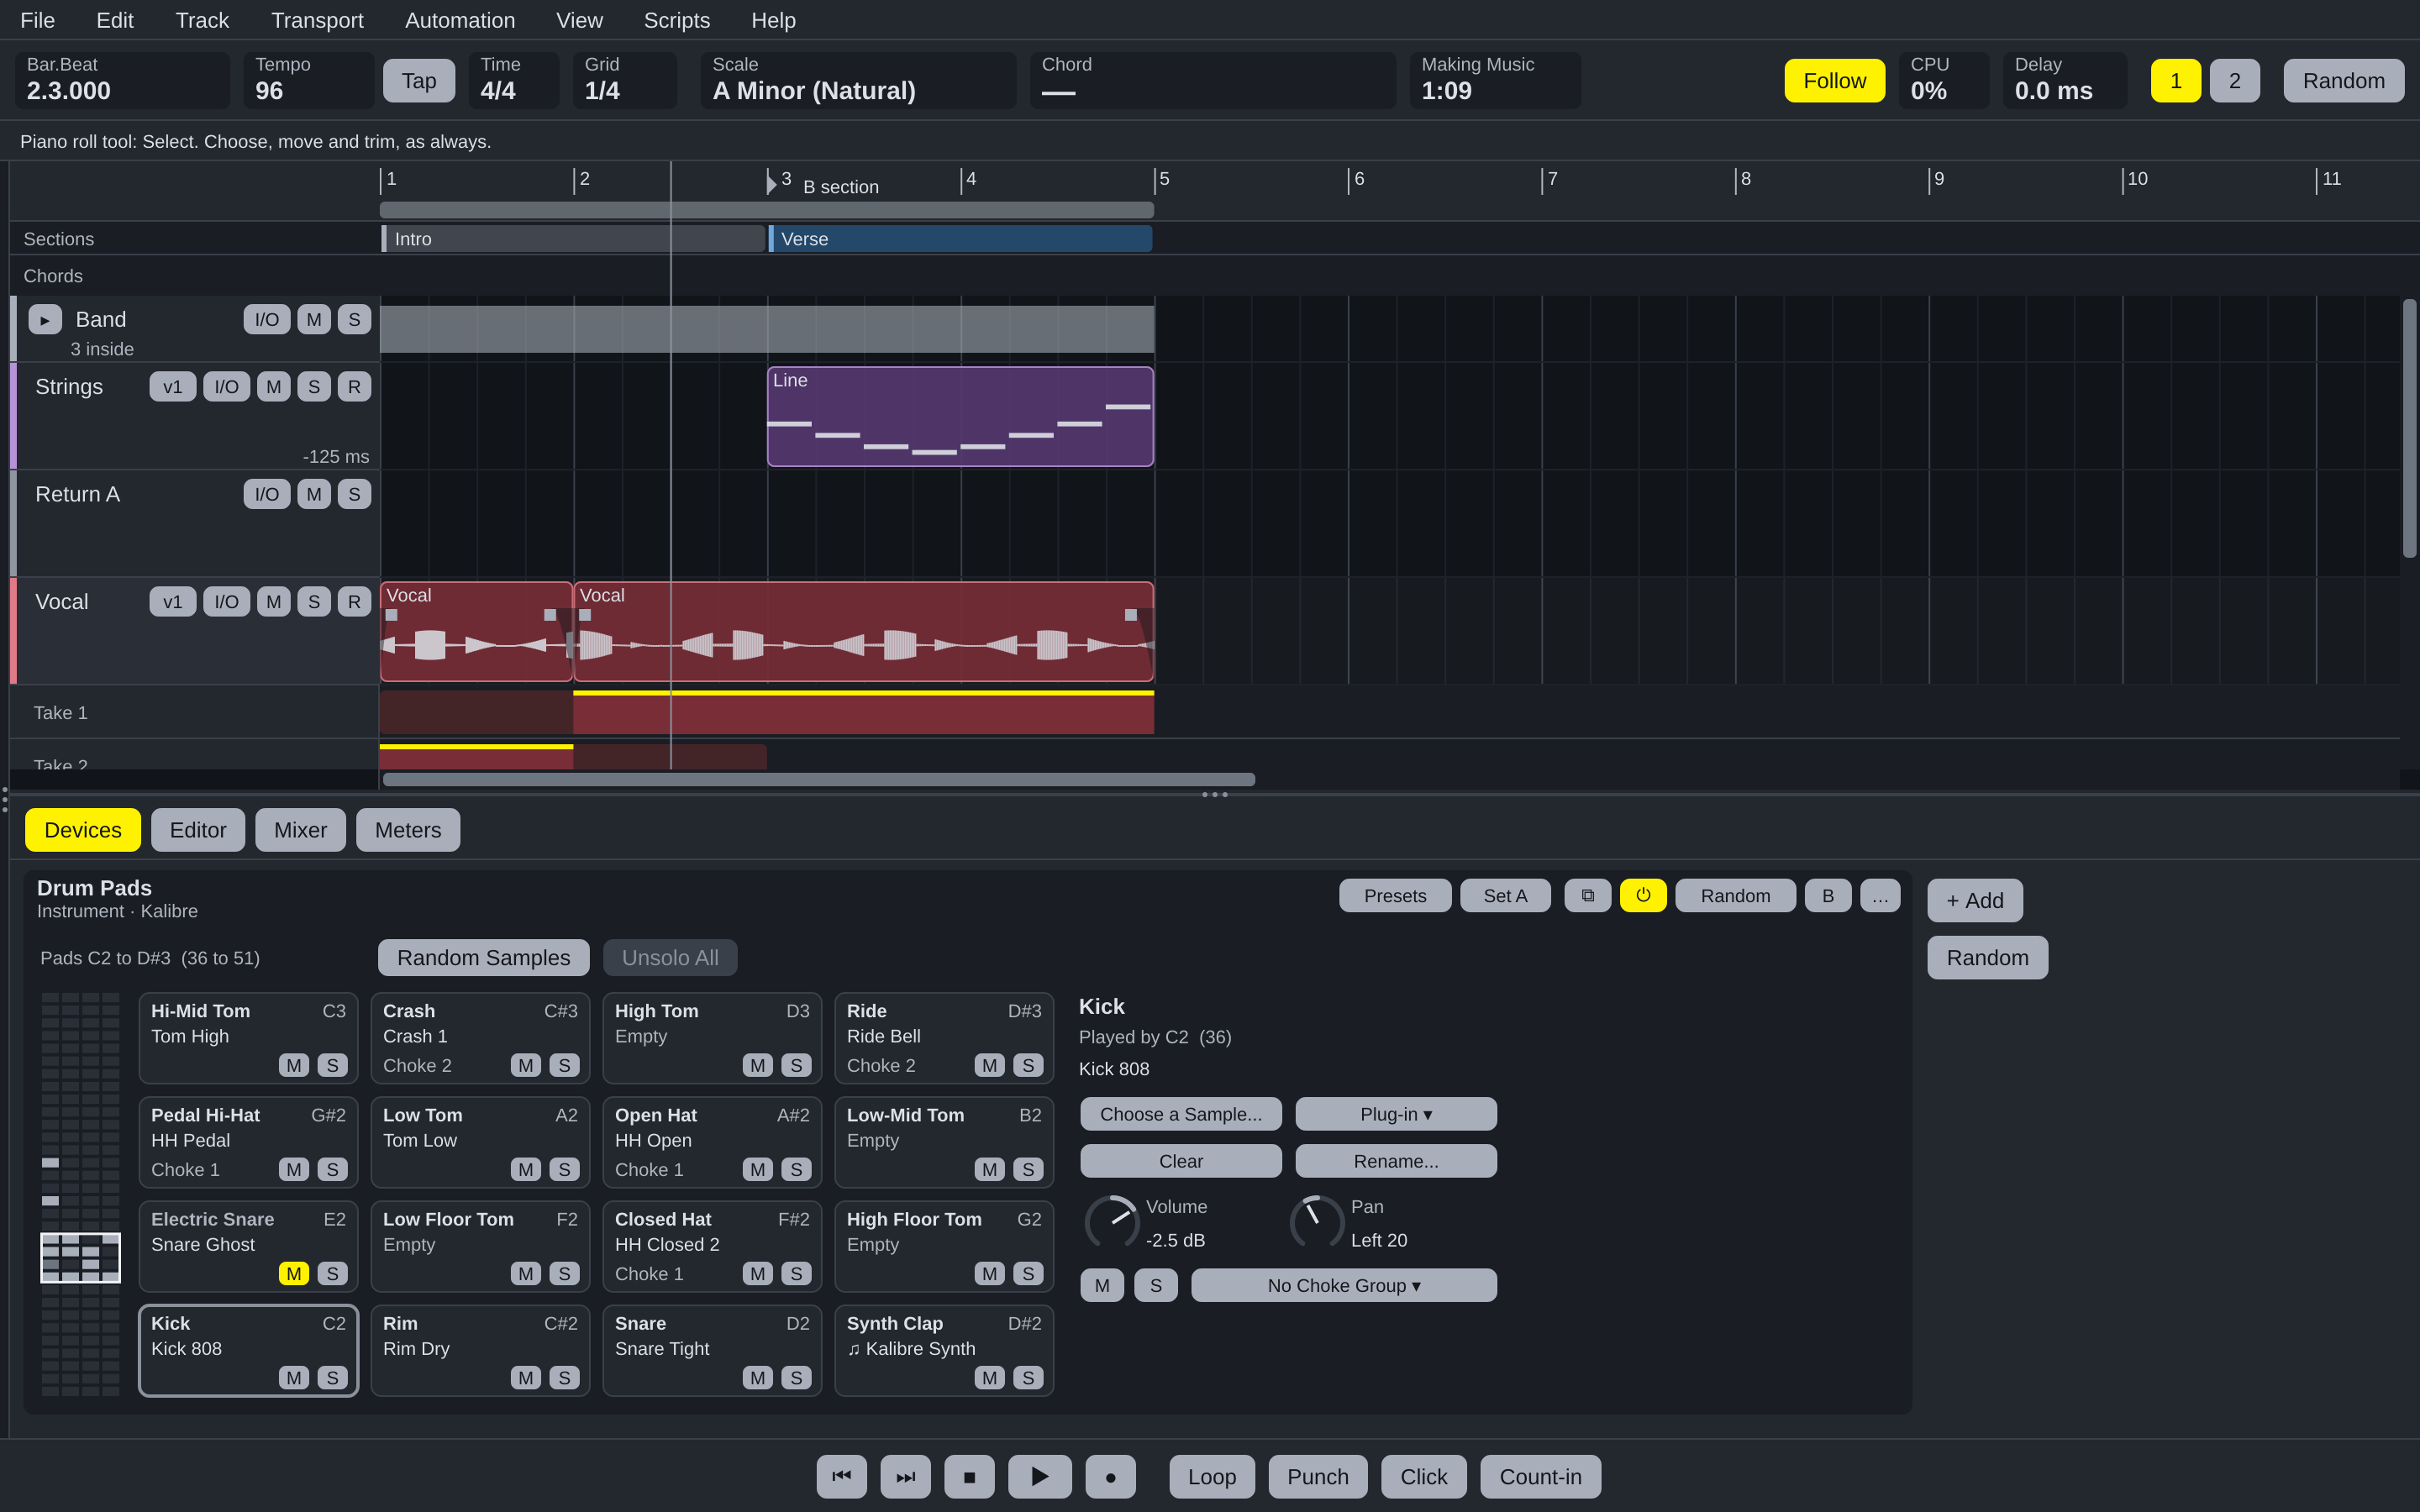 File Edit Track Transport Automation View Scripts Help
Bar.Beat Tempo Time Grid Scale Chord Making Music CPU Delay
2.3.000 96 Tap 4/4 1/4 A Minor (Natural) — 1:09 Follow 0% 0.0 ms 1 2 Random
Piano roll tool: Select. Choose, move and trim, as always.
1 2 3 B section 4 5 6 7 8 9 10 11
Sections Intro Verse
Chords
▸ Band I/O M S
3 inside
Strings v1 I/O M S R Line
-125 ms
Return A I/O M S
Vocal v1 I/O M S R Vocal Vocal
Take 1
Take 2
Devices Editor Mixer Meters
Drum Pads Presets Set A Random B ... + Add
Instrument · Kalibre
Pads C2 to D#3 (36 to 51) Random Samples Unsolo All Random
Hi-Mid Tom C3 Crash C#3 High Tom D3 Ride D#3 Kick
Tom High Crash 1 Empty Ride Bell Played by C2 (36)
M S Choke 2 M S M S Choke 2 M S Kick 808
Pedal Hi-Hat G#2 Low Tom A2 Open Hat A#2 Low-Mid Tom B2 Choose a Sample... Plug-in ▾
HH Pedal Tom Low HH Open Empty
Choke 1 M S M S Choke 1 M S M S Clear Rename...
Electric Snare E2 Low Floor Tom F2 Closed Hat F#2 High Floor Tom G2 Volume Pan
Snare Ghost Empty HH Closed 2 Empty -2.5 dB Left 20
M S M S Choke 1 M S M S M S No Choke Group ▾
Kick C2 Rim C#2 Snare D2 Synth Clap D#2
Kick 808 Rim Dry Snare Tight ♫ Kalibre Synth
M S M S M S M S
Loop Punch Click Count-in